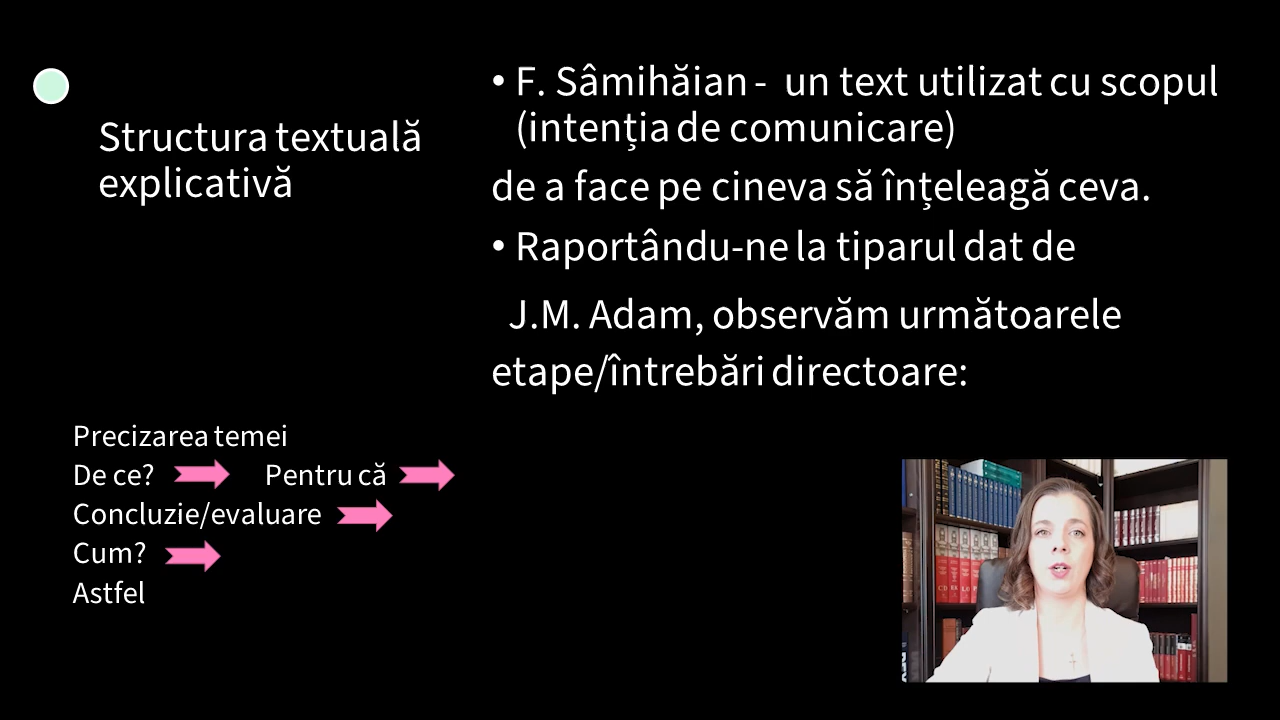 Structura textuală
explicativă
• F. Sâmihăian - un text utilizat cu scopul
(intenția de comunicare)
de a face pe cineva să înțeleagă ceva.
• Raportându-ne la tiparul dat de
J.M. Adam, observăm următoarele
etape/întrebări directoare:
Precizarea temei
De ce? Pentru că
Concluzie/evaluare
Cum?
Astfel